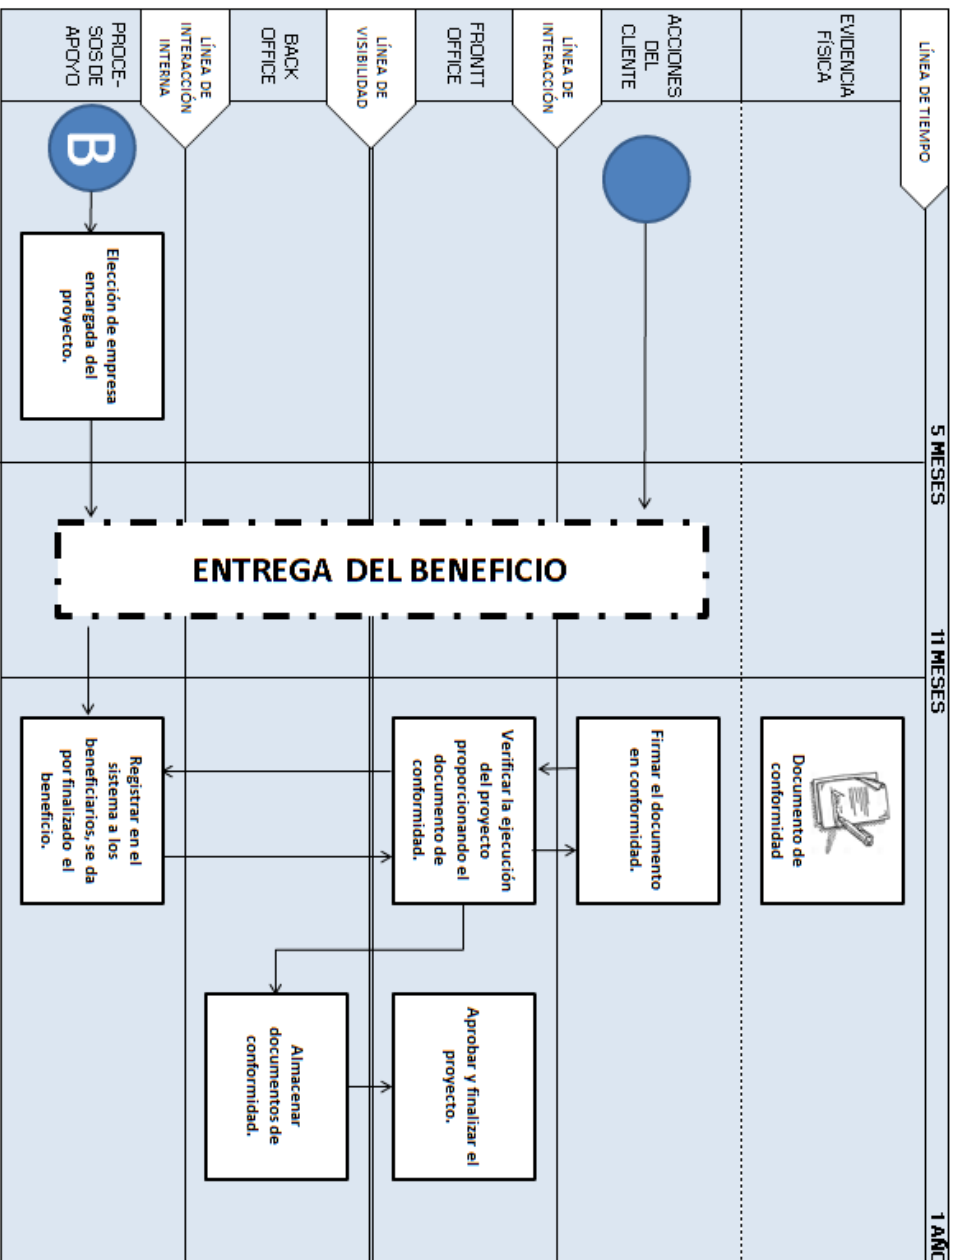 LÍNEA DE TIEMPO
5 MESES
11 MESES
1 AÑO
EVIDENCIA
FÍSICA
Documento de
conformidad
ACCIONES
DEL
CLIENTE
Firmar el documento
en conformidad.
LÍNEA DE
INTERACCIÓN
FRONTT
OFFICE
Verificar la ejecución
del proyecto
proporcionando el
documento de
conformidad.
Aprobar y finalizar el
proyecto.
LÍNEA DE
VISIBILIDAD
BACK
OFFICE
Almacenar
documentos de
conformidad.
LÍNEA DE
INTERACCIÓN
INTERNA
PROCE-
SOS DE
APOYO
B
Elección de empresa
encargada del
proyecto.
ENTREGA DEL BENEFICIO
Registrar en el
sistema a los
beneficiarios, se da
por finalizado el
beneficio.